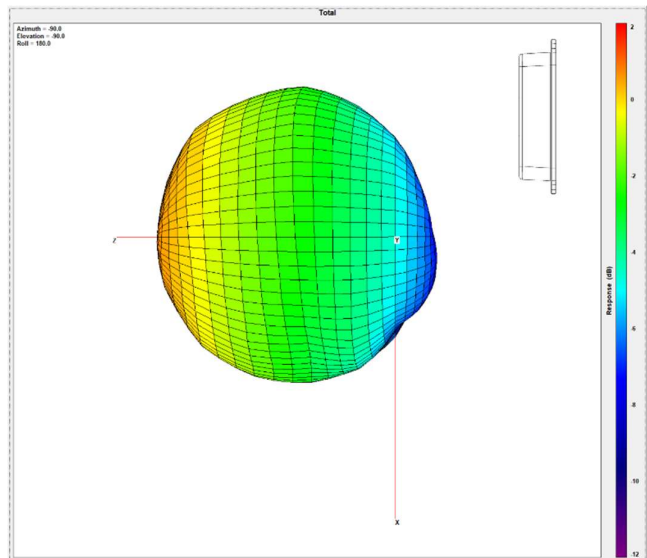 Total
Azimuth = -90.0
Elevation = -90.0
Roll = 180.0
2
0
-2
-4
-6
-8
-10
-12
Response (dB)
Z
Y
X